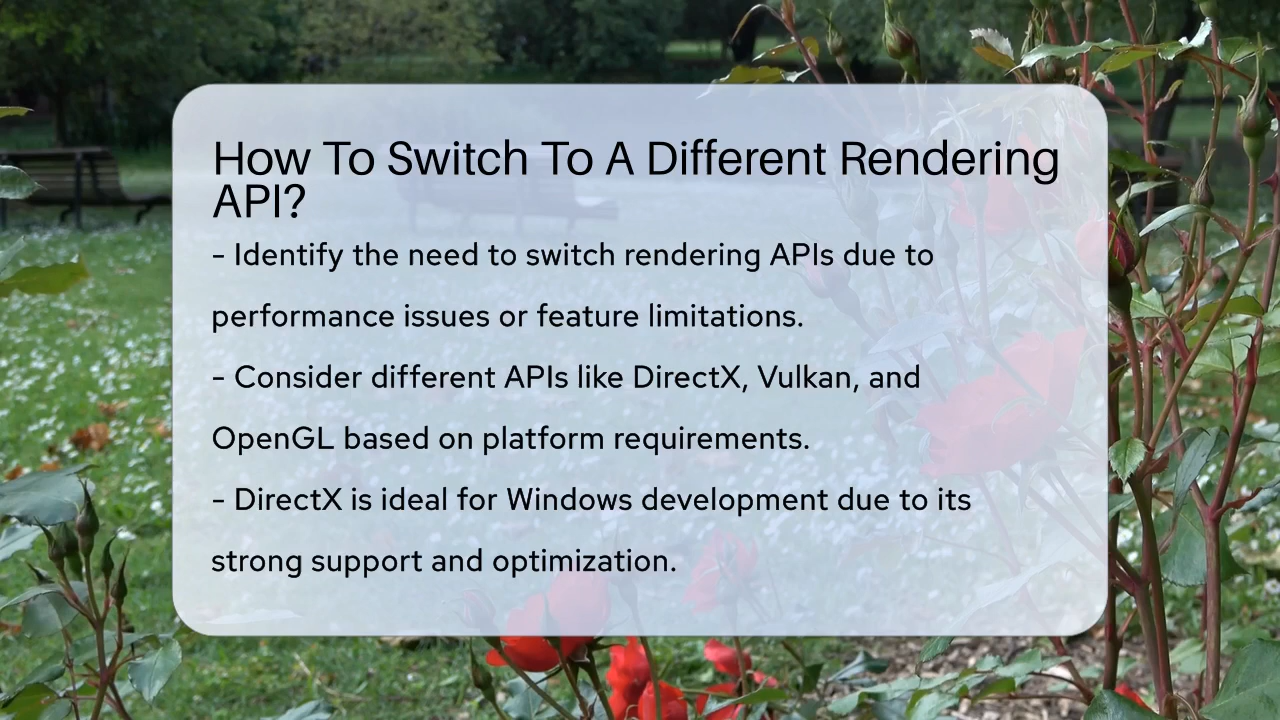 How To Switch To A Different Rendering
API?
- Identify the need to switch rendering APIs due to
performance issues or feature limitations.
- Consider different APIs like DirectX, Vulkan, and
OpenGL based on platform requirements.
- DirectX is ideal for Windows development due to its
strong support and optimization.